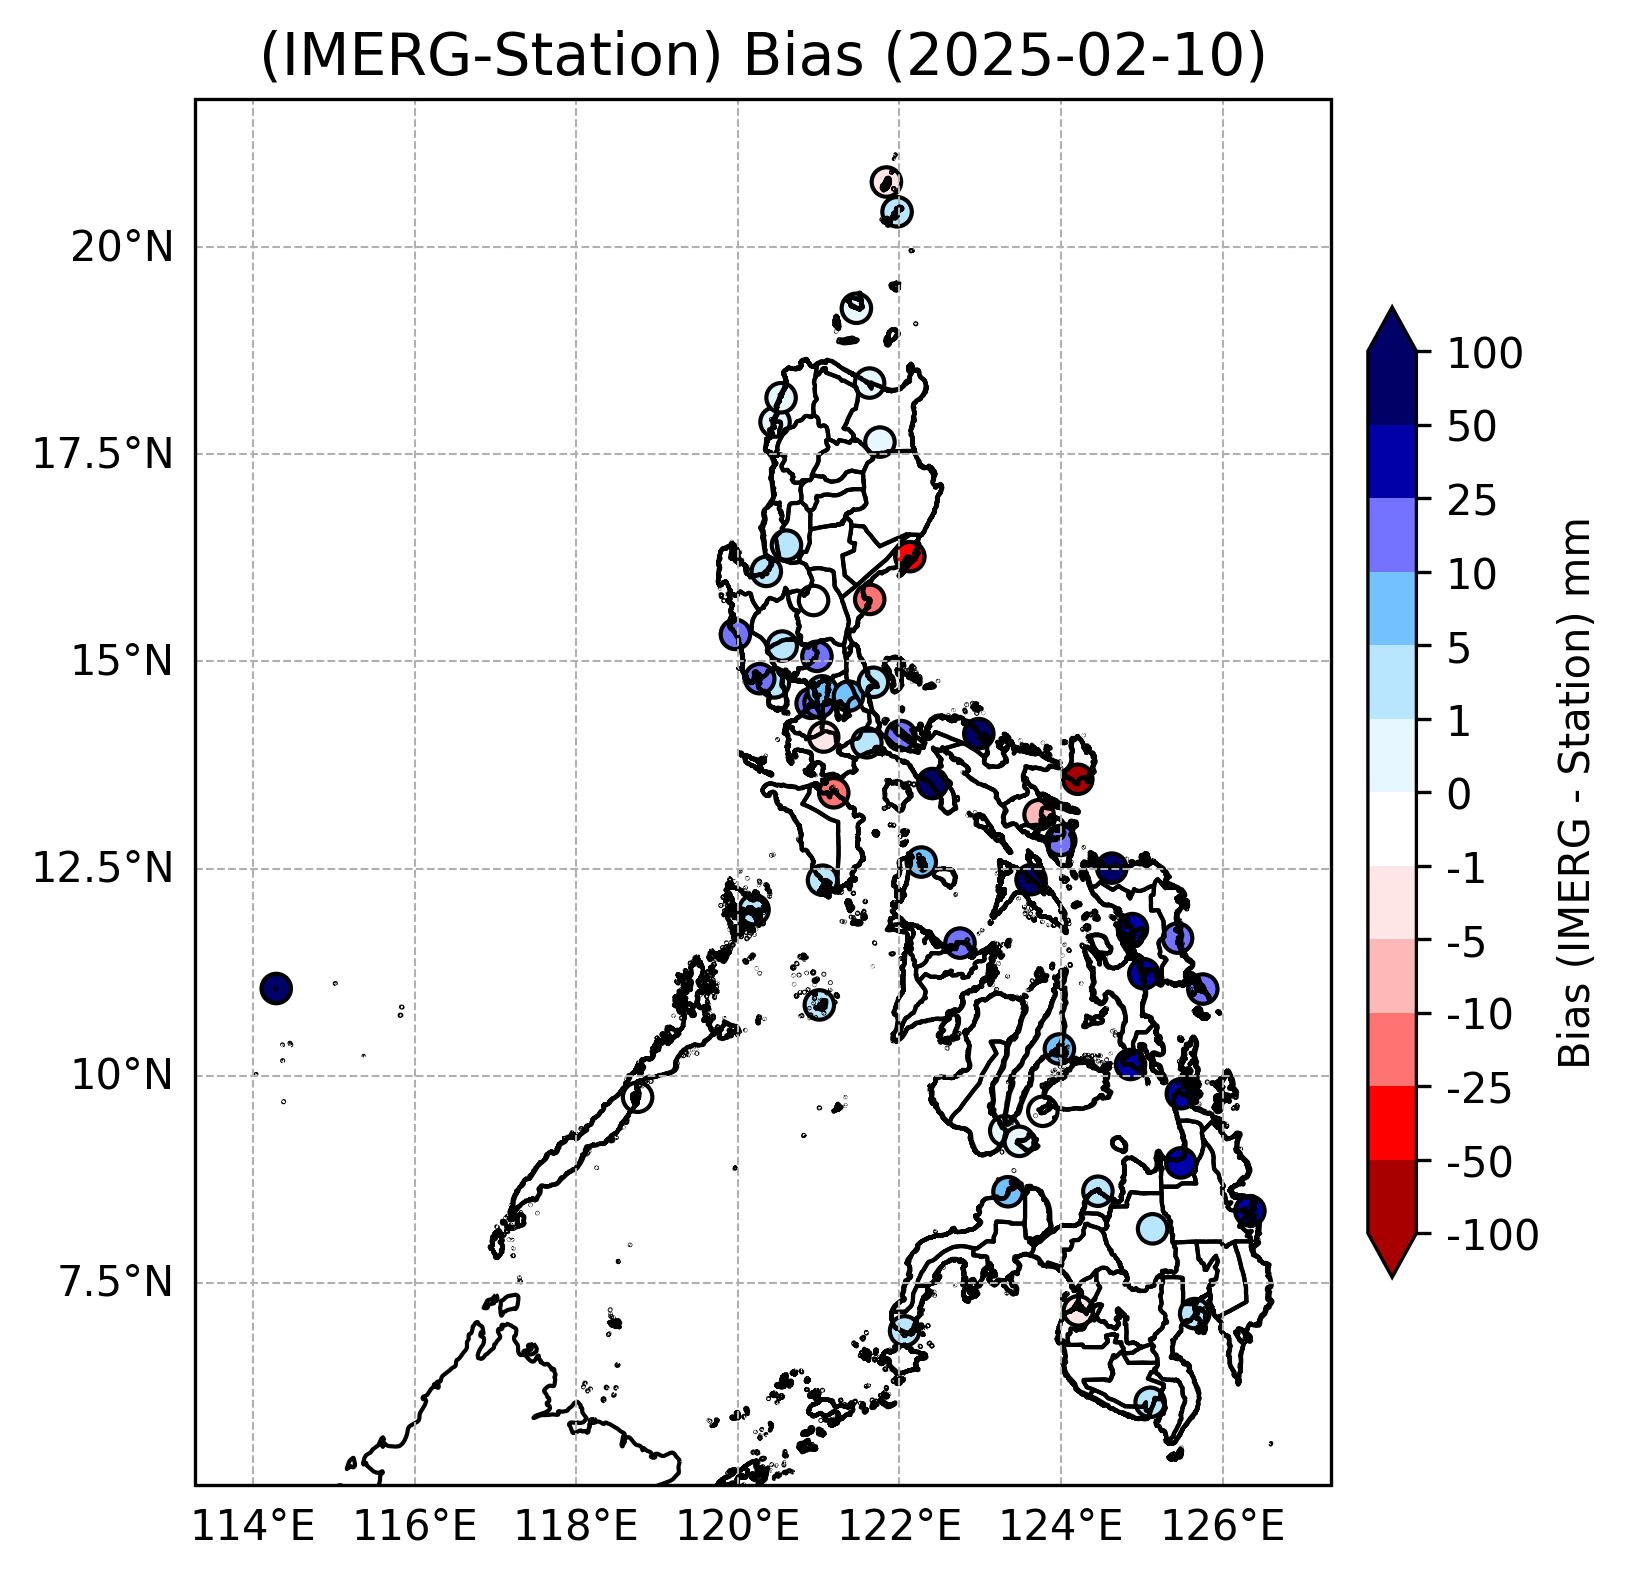 (IMERG-Station) Bias (2025-02-10)
20°N
17.5°N
15°N
12.5°N
10°N
7.5°N
114°E 116°E 118°E 120°E 122°E 124°E 126°E
100
50
25
10
5
1
0
-1
-5
-10
-25
-50
-100
Bias (IMERG - Station) mm